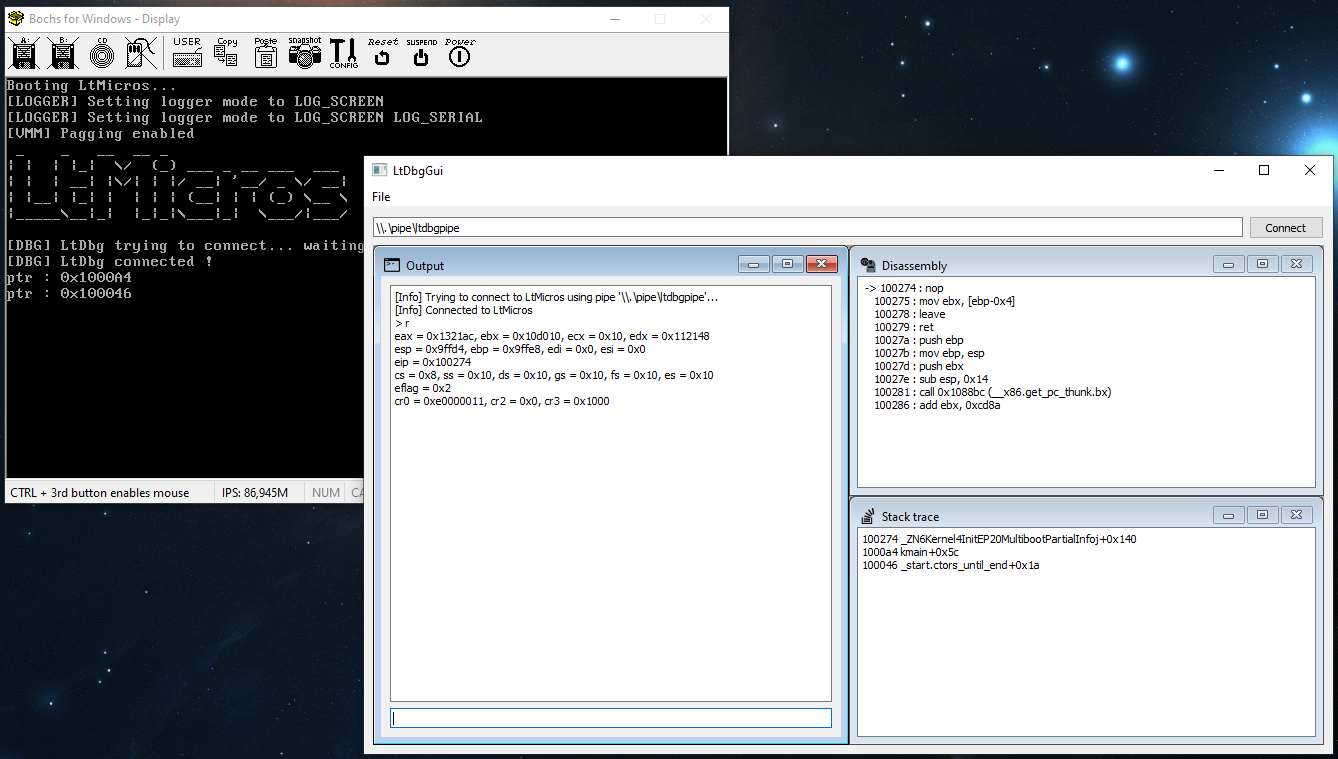 Bochs for Windows - Display
A: B: CD USER Copy Paste snapshot CONFIG Reset SUSPEND Power
Booting LtMicros...
[LOGGER] Setting logger mode to LOG_SCREEN
[LOGGER] Setting logger mode to LOG_SCREEN LOG_SERIAL
[VMM] Pagging enabled
LtMicros
[DBG] LtDbg trying to connect... waiting
[DBG] LtDbg connected !
ptr : 0x1000A4
ptr : 0x100046
CTRL + 3rd button enables mouse IPS: 86,945M NUM CA
LtDbgGui
File
\\.\pipe\ltdbgpipe
Connect
Output
[Info] Trying to connect to LtMicros using pipe '\\.\pipe\ltdbgpipe'...
[Info] Connected to LtMicros
> r
eax = 0x1321ac, ebx = 0x10d010, ecx = 0x10, edx = 0x112148
esp = 0x9ffd4, ebp = 0x9ffe8, edi = 0x0, esi = 0x0
eip = 0x100274
cs = 0x8, ss = 0x10, ds = 0x10, gs = 0x10, fs = 0x10, es = 0x10
eflag = 0x2
cr0 = 0xe0000011, cr2 = 0x0, cr3 = 0x1000
Disassembly
-> 100274 : nop
100275 : mov ebx, [ebp-0x4]
100278 : leave
100279 : ret
10027a : push ebp
10027b : mov ebp, esp
10027d : push ebx
10027e : sub esp, 0x14
100281 : call 0x1088bc (__x86.get_pc_thunk.bx)
100286 : add ebx, 0xcd8a
Stack trace
100274 _ZN6Kernel4InitEP20MultibootPartialInfoj+0x140
1000a4 kmain+0x5c
100046 _start.ctors_until_end+0x1a